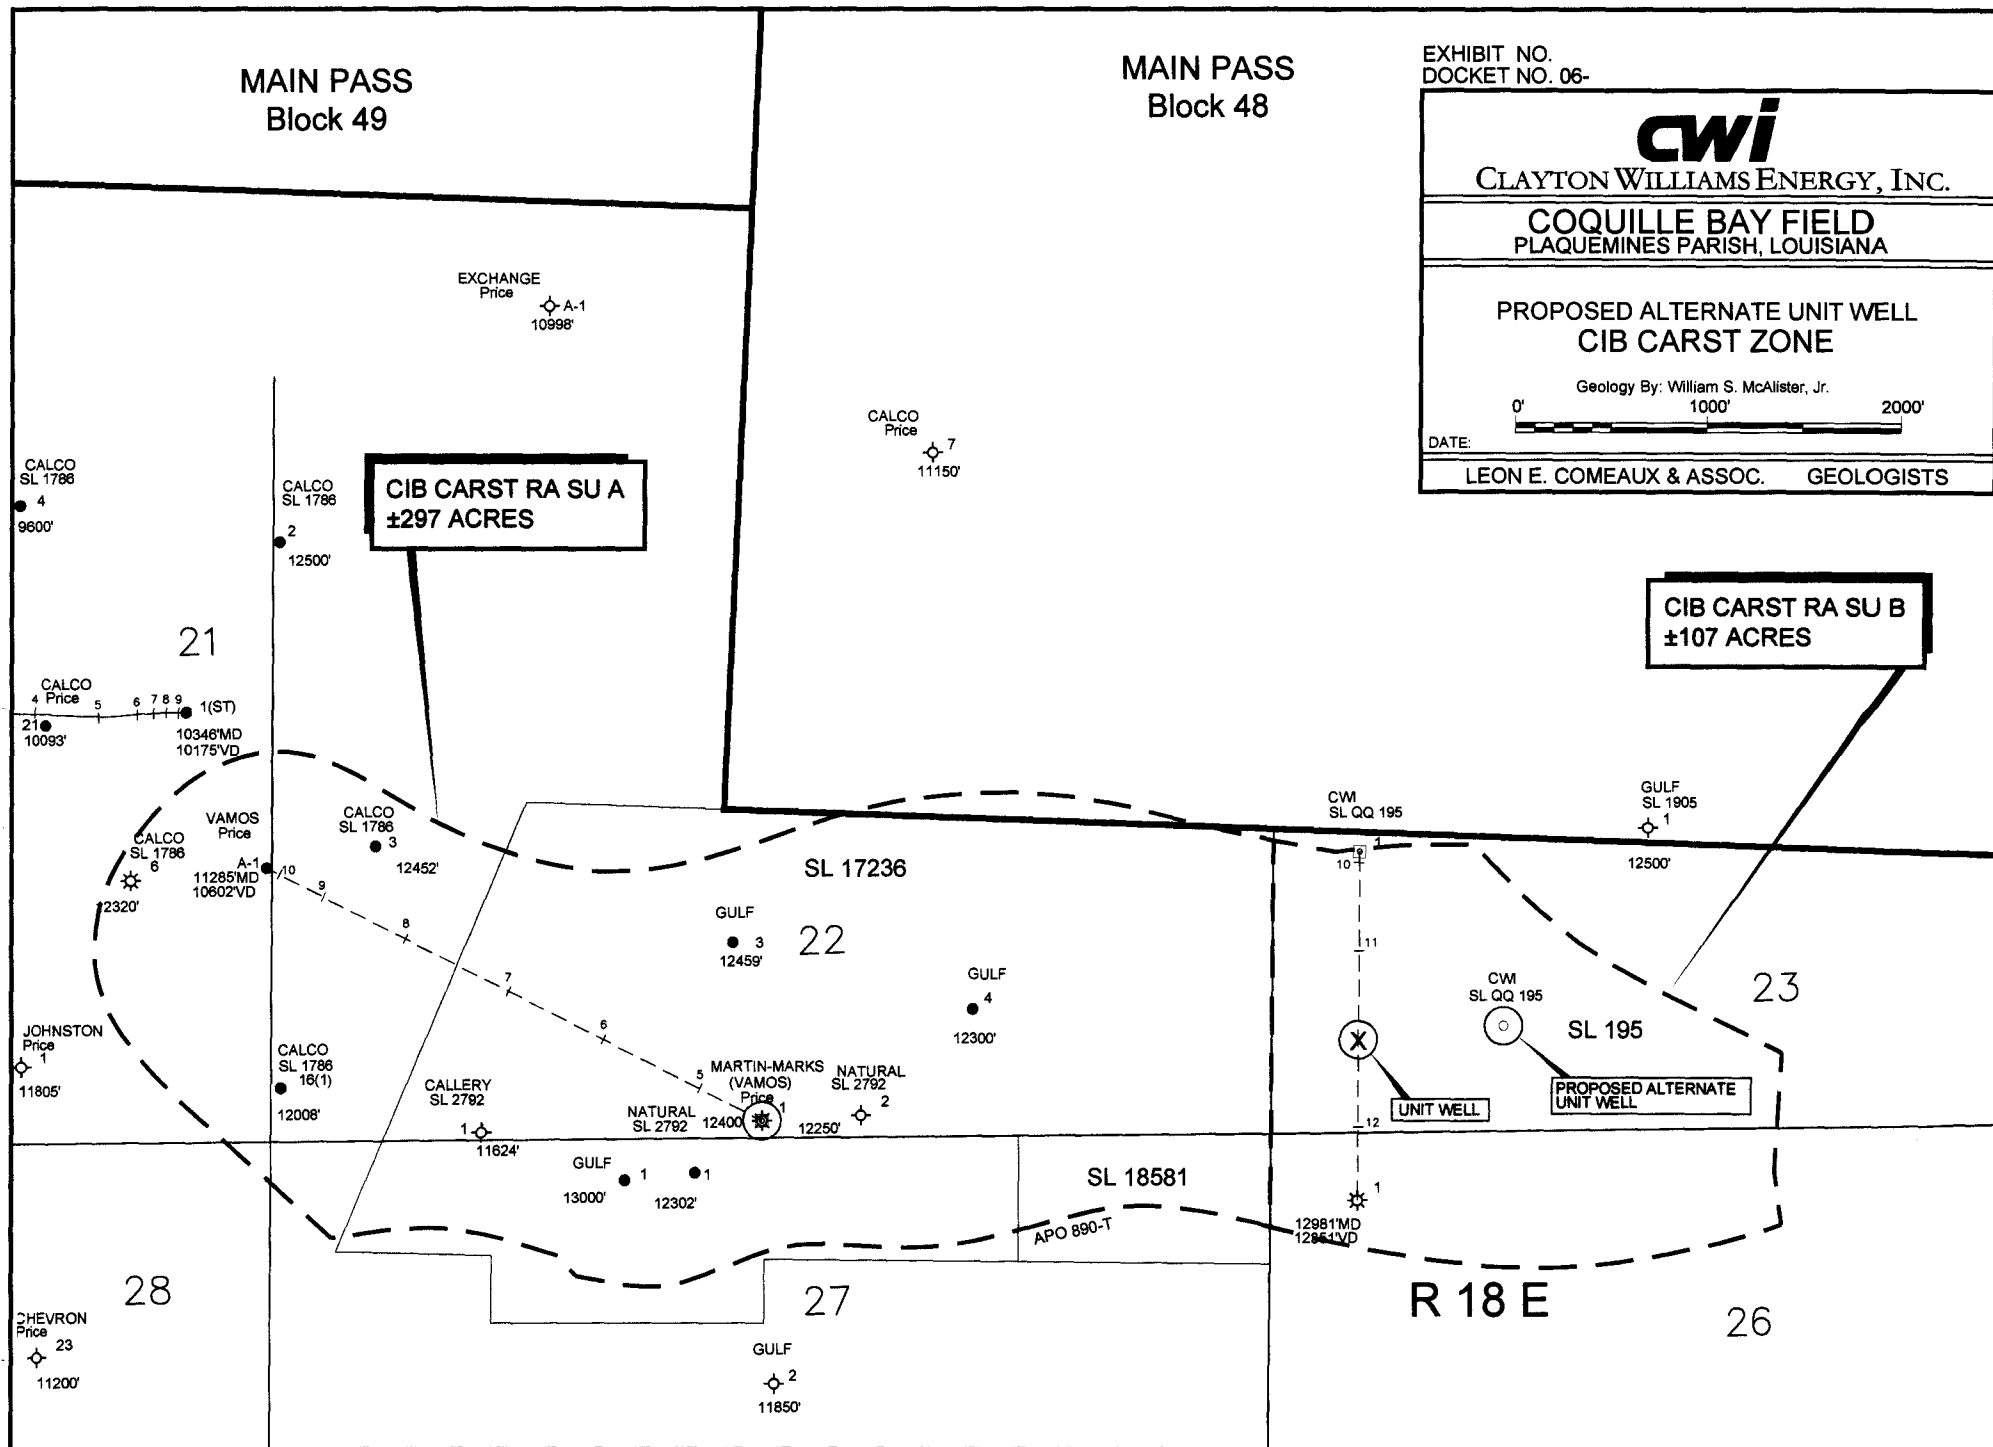 MAIN PASS
Block 49
MAIN PASS
Block 48
EXHIBIT NO.
DOCKET NO. 06-
cwi
CLAYTON WILLIAMS ENERGY, INC.
COQUILLE BAY FIELD
PLAQUEMINES PARISH, LOUISIANA
PROPOSED ALTERNATE UNIT WELL
CIB CARST ZONE
Geology By: William S. McAlister, Jr.
0' 1000' 2000'
DATE:
LEON E. COMEAUX & ASSOC. GEOLOGISTS
EXCHANGE
Price
A-1
10998'
CALCO
Price
7
11150'
CALCO
SL 1786
4
9600'
CALCO
SL 1786
2
12500'
CIB CARST RA SU A
±297 ACRES
CIB CARST RA SU B
±107 ACRES
21
CALCO
Price
4 5 6 7 8 9 1(ST)
21
10093'
10346'MD
10175'VD
VAMOS
Price
A-1
11285'MD
10602'VD
CALCO
SL 1786
6
12320'
CALCO
SL 1786
3
12452'
10 9 8 7 6 5
SL 17236
GULF
3
12459'
22
GULF
4
12300'
CWI
SL QQ 195
1
10
11
12
GULF
SL 1905
1
12500'
23
CWI
SL QQ 195
SL 195
PROPOSED ALTERNATE
UNIT WELL
UNIT WELL
X
JOHNSTON
Price
1
11805'
CALCO
SL 1786
16(1)
12008'
CALLERY
SL 2792
1
11624'
MARTIN-MARKS
(VAMOS)
Price
1
NATURAL
SL 2792
12400
NATURAL
SL 2792
2
12250'
GULF
1
13000'
1
12302'
SL 18581
APO 890-T
1
12981'MD
12851'VD
R 18 E
28
27
26
CHEVRON
Price
23
11200'
GULF
2
11850'